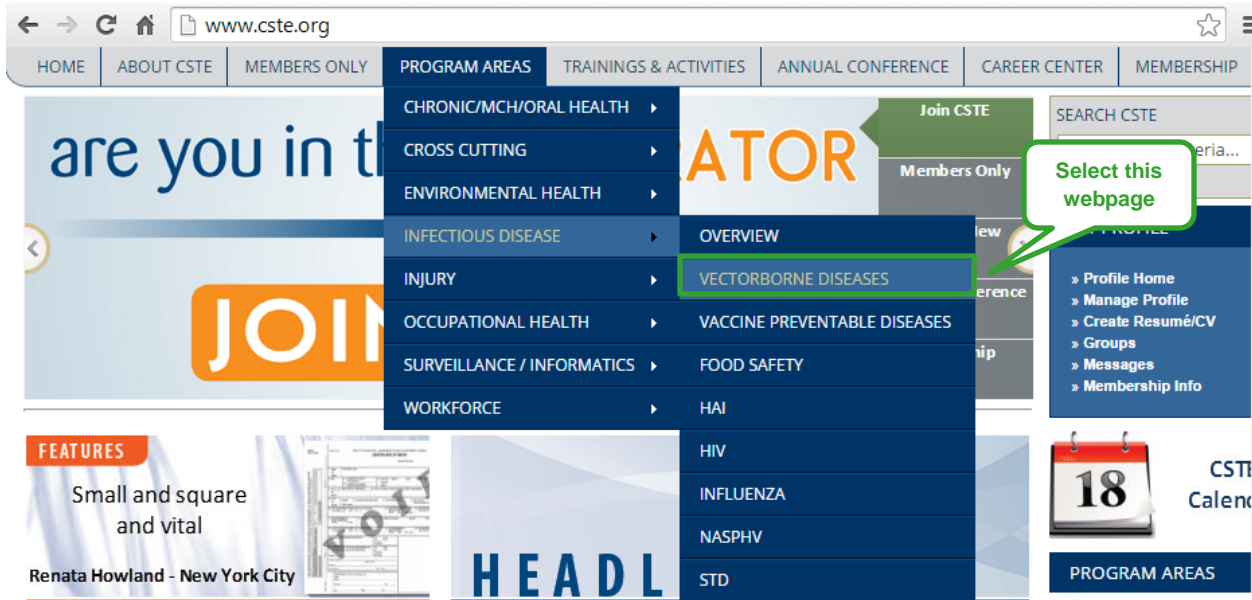 www.cste.org
HOME ABOUT CSTE MEMBERS ONLY PROGRAM AREAS TRAININGS & ACTIVITIES ANNUAL CONFERENCE CAREER CENTER MEMBERSHIP
CHRONIC/MCH/ORAL HEALTH
CROSS CUTTING
ENVIRONMENTAL HEALTH
INFECTIOUS DISEASE
INJURY
OCCUPATIONAL HEALTH
SURVEILLANCE / INFORMATICS
WORKFORCE
OVERVIEW
VECTORBORNE DISEASES
VACCINE PREVENTABLE DISEASES
FOOD SAFETY
HAI
HIV
INFLUENZA
NASPHV
STD
are you in
Join CSTE
Members Only
SEARCH CSTE
Select this
webpage
» Profile Home
» Manage Profile
» Create Resumé/CV
» Groups
» Messages
» Membership Info
FEATURES
Small and square
and vital
Renata Howland - New York City
18
CSTE
PROGRAM AREAS